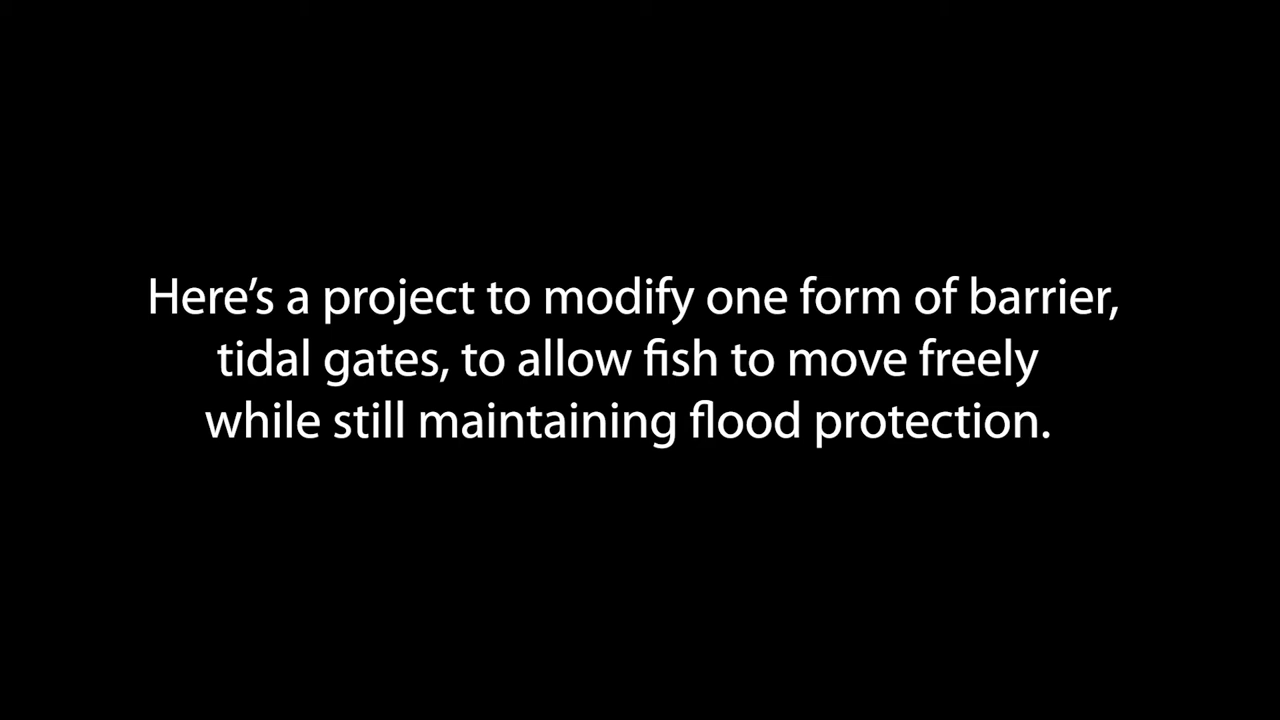 Here’s a project to modify one form of barrier,
tidal gates, to allow fish to move freely
while still maintaining flood protection.